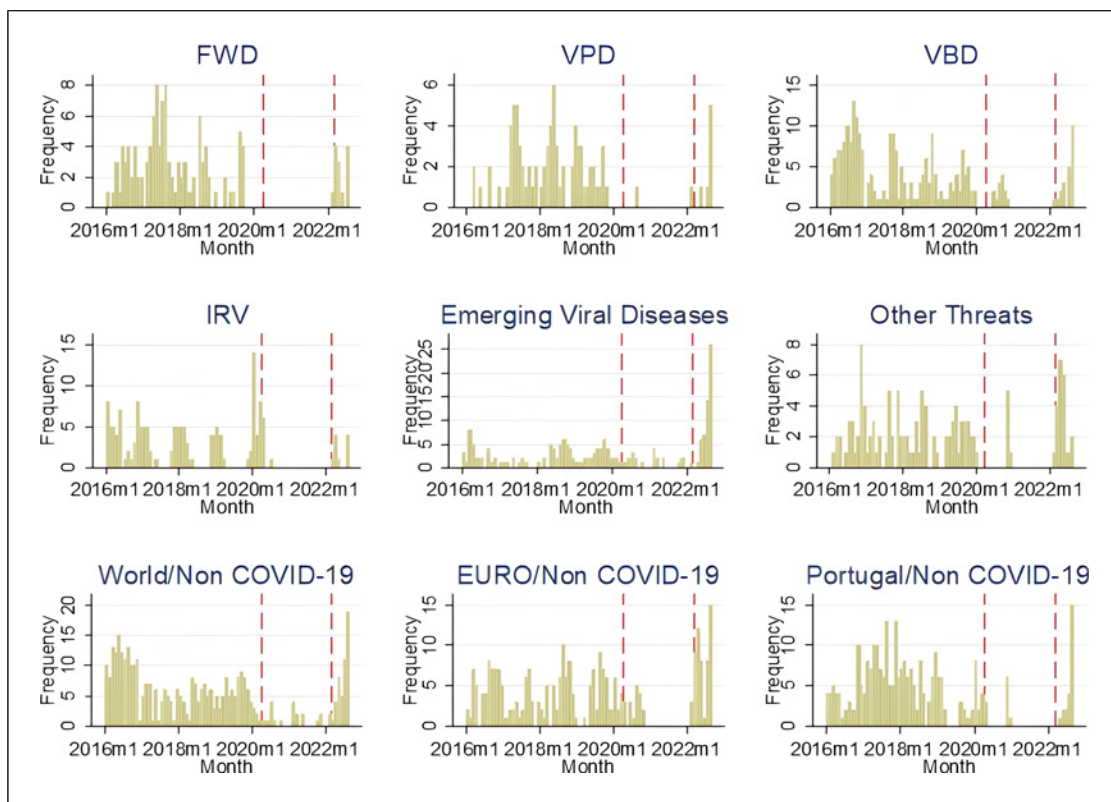 FWD
Frequency
8
6
4
2
0
2016m1 2018m1 2020m1 2022m1
Month
VPD
Frequency
6
4
2
0
2016m1 2018m1 2020m1 2022m1
Month
VBD
Frequency
15
10
5
0
2016m1 2018m1 2020m1 2022m1
Month
IRV
Frequency
15
10
5
0
2016m1 2018m1 2020m1 2022m1
Month
Emerging Viral Diseases
Frequency
25
20
15
10
5
0
2016m1 2018m1 2020m1 2022m1
Month
Other Threats
Frequency
8
6
4
2
0
2016m1 2018m1 2020m1 2022m1
Month
World/Non COVID-19
Frequency
20
15
10
5
0
2016m1 2018m1 2020m1 2022m1
Month
EURO/Non COVID-19
Frequency
15
10
5
0
2016m1 2018m1 2020m1 2022m1
Month
Portugal/Non COVID-19
Frequency
15
10
5
0
2016m1 2018m1 2020m1 2022m1
Month